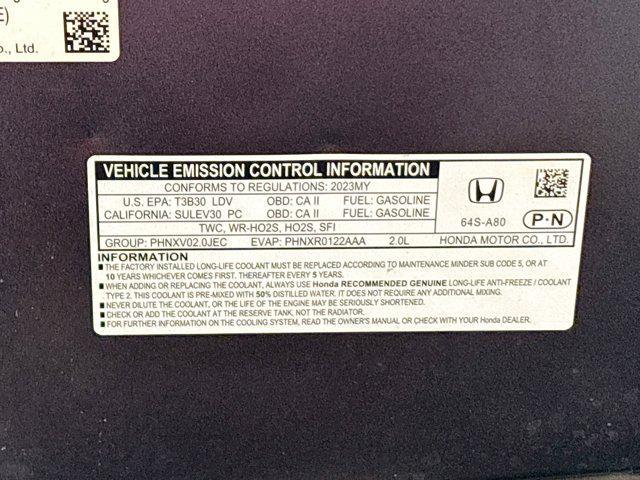 E)
o., Ltd.
VEHICLE EMISSION CONTROL INFORMATION
CONFORMS TO REGULATIONS: 2023MY
U.S. EPA: T3B30 LDV OBD: CA II FUEL: GASOLINE
CALIFORNIA: SULEV30 PC OBD: CA II FUEL: GASOLINE
TWC, WR-HO2S, HO2S, SFI
GROUP: PHNXV02.0JEC EVAP: PHNXR0122AAA 2.0L
64S-A80
P·N
HONDA MOTOR CO., LTD.
INFORMATION
■ THE FACTORY INSTALLED LONG-LIFE COOLANT MUST BE REPLACED ACCORDING TO MAINTENANCE MINDER SUB CODE 5, OR AT
10 YEARS WHICHEVER COMES FIRST. THEREAFTER EVERY 5 YEARS.
■ WHEN ADDING OR REPLACING THE COOLANT, ALWAYS USE Honda RECOMMENDED GENUINE LONG-LIFE ANTI-FREEZE / COOLANT
TYPE 2. THIS COOLANT IS PRE-MIXED WITH 50% DISTILLED WATER. IT DOES NOT REQUIRE ANY ADDITIONAL MIXING.
■ NEVER DILUTE THE COOLANT, OR THE LIFE OF THE ENGINE MAY BE SERIOUSLY SHORTENED.
■ CHECK OR ADD THE COOLANT AT THE RESERVE TANK, NOT THE RADIATOR.
■ FOR FURTHER INFORMATION ON THE COOLING SYSTEM, READ THE OWNER'S MANUAL OR CHECK WITH YOUR Honda DEALER.